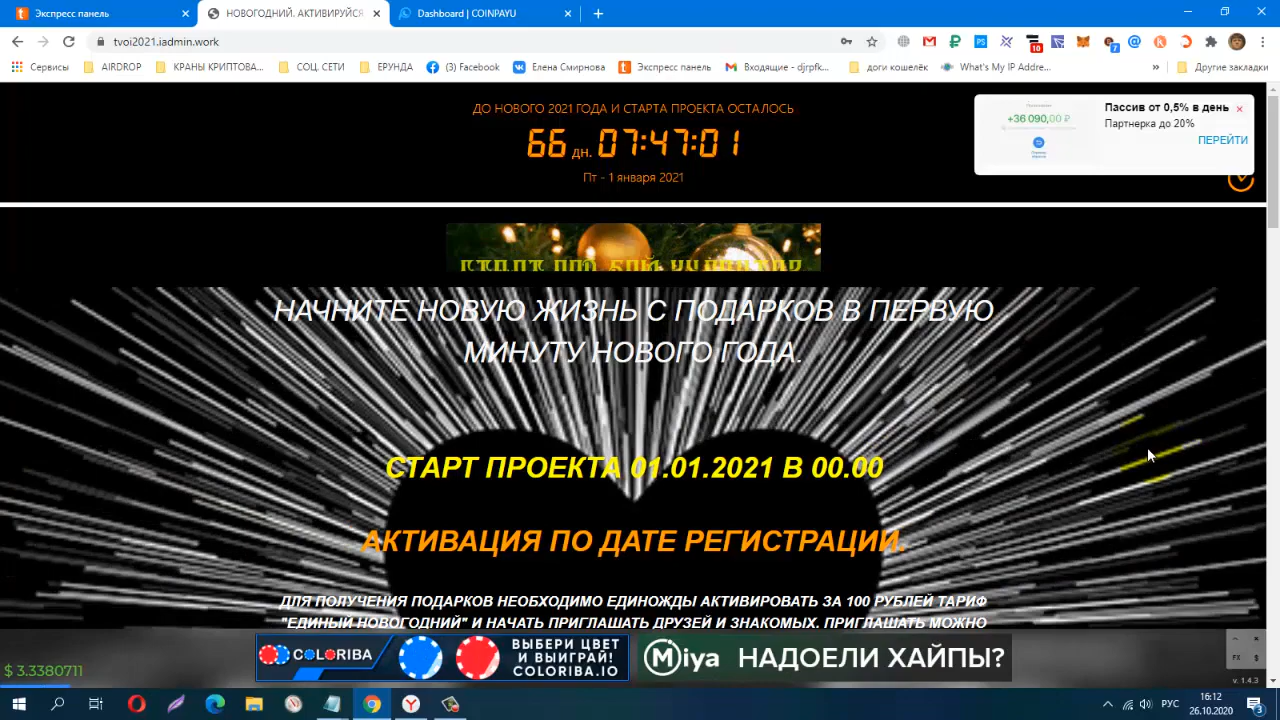 Экспресс панель
НОВОГОДНИЙ. АКТИВИРУЙСЯ
Dashboard | COINPAYU
tvoi2021.iadmin.work
10
7
Сервисы
AIRDROP
КРАНЫ КРИПТОВА...
СОЦ. СЕТИ
ЕРУНДА
(3) Facebook
Елена Смирнова
Экспресс панель
Входящие - djrpfk...
доги кошелёк
What's My IP Addre...
»
Другие закладки
ДО НОВОГО 2021 ГОДА И СТАРТА ПРОЕКТА ОСТАЛОСЬ
66 дн. 07:47:01
Пт - 1 января 2021
+36 090,00 ₽
Пассив от 0,5% в день
Партнерка до 20%
ПЕРЕЙТИ
НАЧНИТЕ НОВУЮ ЖИЗНЬ С ПОДАРКОВ В ПЕРВУЮ
МИНУТУ НОВОГО ГОДА.
СТАРТ ПРОЕКТА 01.01.2021 В 00.00
АКТИВАЦИЯ ПО ДАТЕ РЕГИСТРАЦИИ.
ДЛЯ ПОЛУЧЕНИЯ ПОДАРКОВ НЕОБХОДИМО ЕДИНОЖДЫ АКТИВИРОВАТЬ ЗА 100 РУБЛЕЙ ТАРИФ
"ЕДИНЫЙ НОВОГОДНИЙ" И НАЧАТЬ ПРИГЛАШАТЬ ДРУЗЕЙ И ЗНАКОМЫХ. ПРИГЛАШАТЬ МОЖНО
COLORIBA
ВЫБЕРИ ЦВЕТ
И ВЫИГРАЙ!
COLORIBA.IO
Miya НАДОЕЛИ ХАЙПЫ?
$ 3.3380711
FX $
v. 1.4.3
РУС
16:12
26.10.2020
3